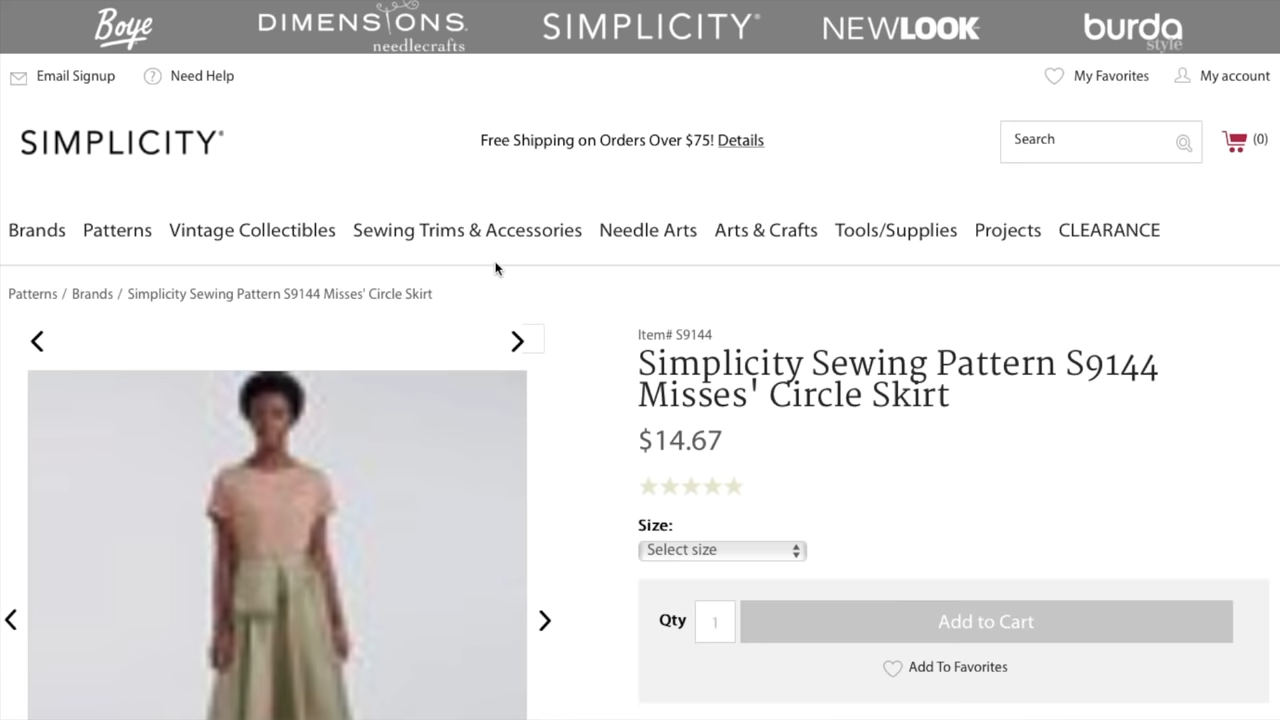 Boye DIMENSIONS® needlecrafts SIMPLICITY® NEWLOOK® burda style
Email Signup Need Help My Favorites My account
SIMPLICITY® Free Shipping on Orders Over $75! Details Search (0)
Brands Patterns Vintage Collectibles Sewing Trims & Accessories Needle Arts Arts & Crafts Tools/Supplies Projects CLEARANCE
Patterns / Brands / Simplicity Sewing Pattern S9144 Misses' Circle Skirt
Item# S9144
Simplicity Sewing Pattern S9144
Misses' Circle Skirt
$14.67
Size:
Select size
Qty 1 Add to Cart
Add To Favorites